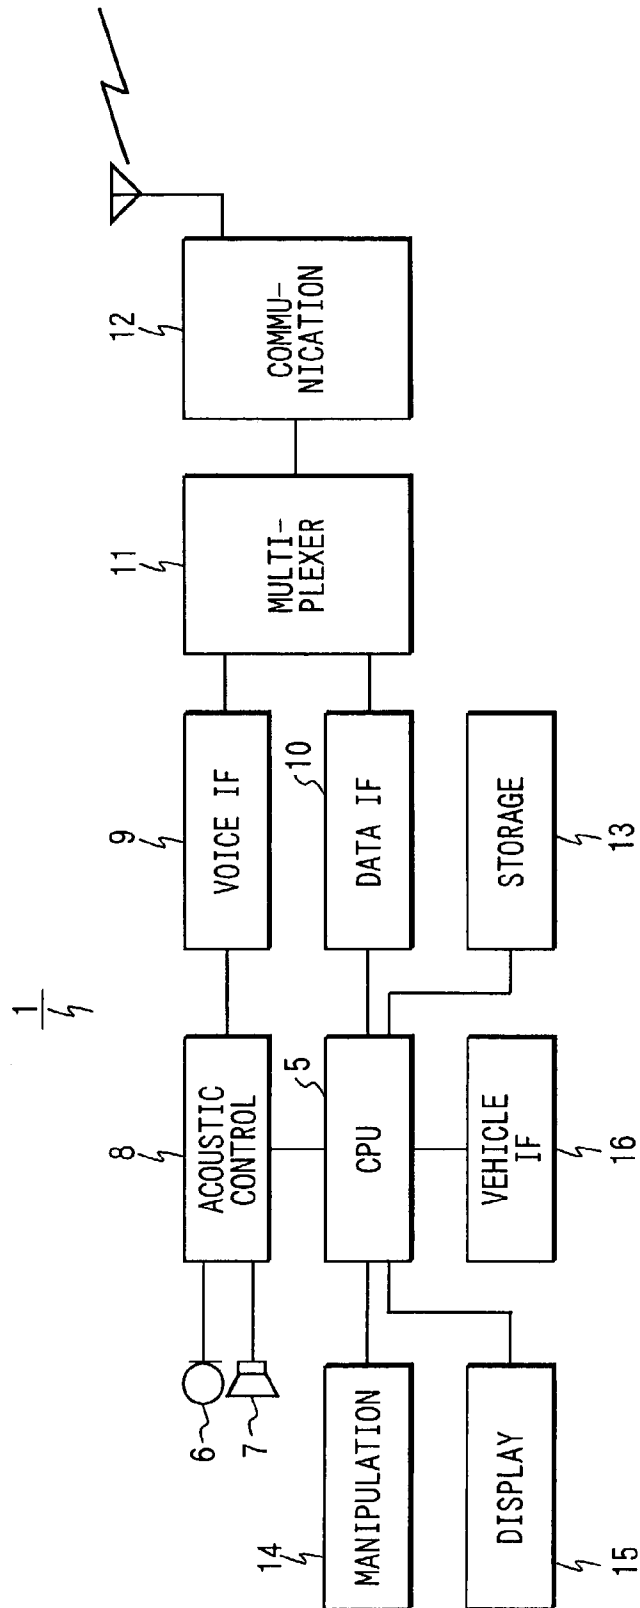 1
8
9
11
12
ACOUSTIC
CONTROL
VOICE IF
MULTI-
PLEXER
COMMU-
NICATION
6
7
5
10
14
MANIPULATION
CPU
DATA IF
15
DISPLAY
VEHICLE
IF
16
STORAGE
13